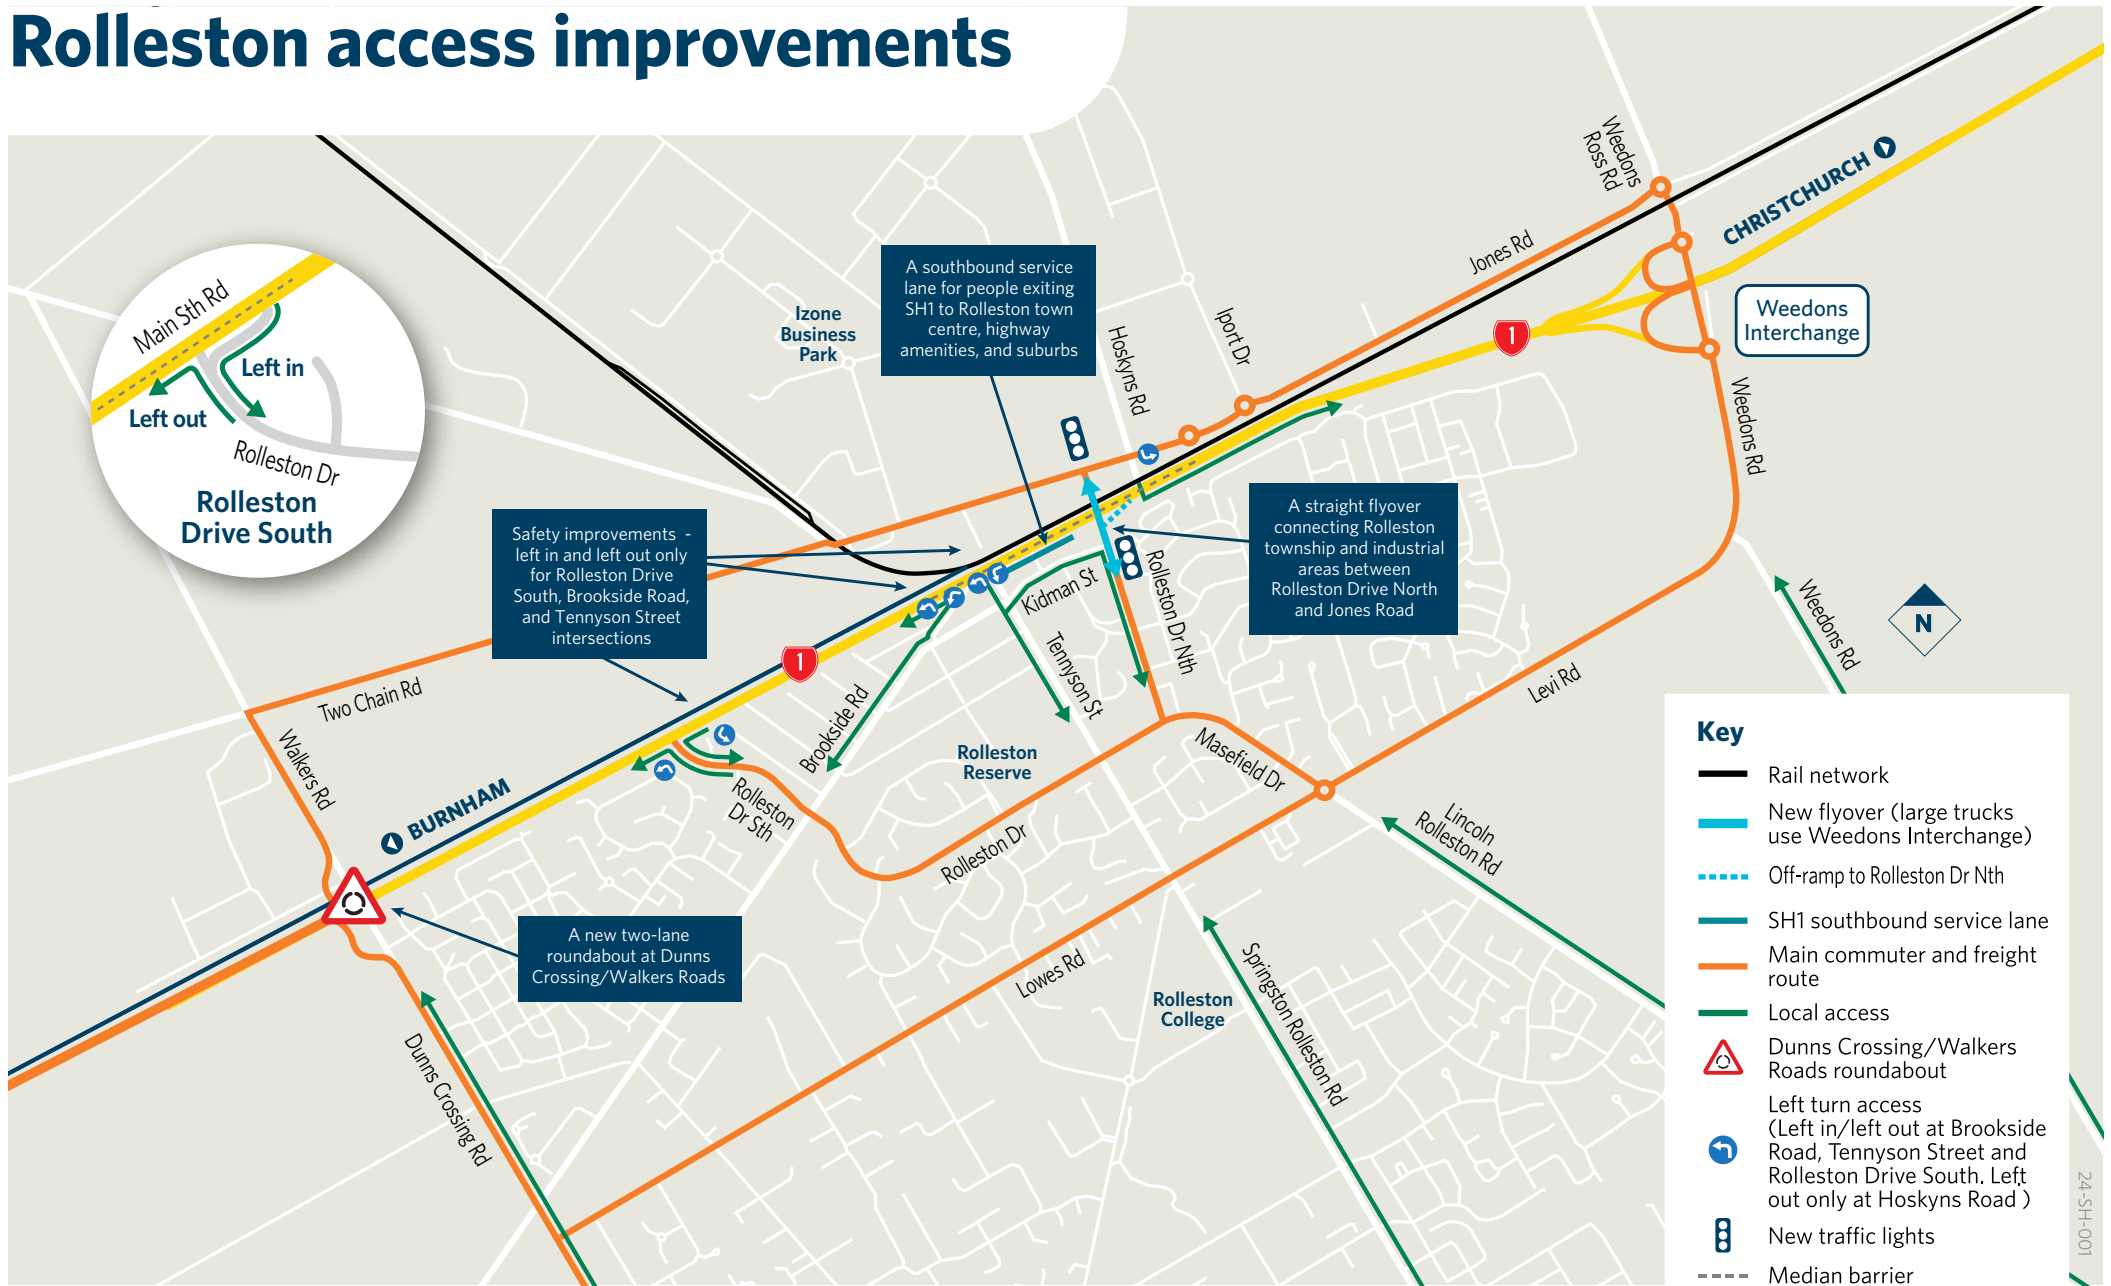 Rolleston access improvements
Weedons
Ross Rd
CHRISTCHURCH
Jones Rd
Weedons
Interchange
1
Main Sth Rd
Left in
Left out
Rolleston Dr
Rolleston
Drive South
Izone
Business
Park
A southbound service
lane for people exiting
SH1 to Rolleston town
centre, highway
amenities, and suburbs
Hoskyns Rd
Iport Dr
Weedons Rd
Safety improvements -
left in and left out only
for Rolleston Drive
South, Brookside Road,
and Tennyson Street
intersections
A straight flyover
connecting Rolleston
township and industrial
areas between
Rolleston Drive North
and Jones Road
Kidman St
Rolleston Dr Nth
Tennyson St
Weedons Rd
N
1
Two Chain Rd
Walkers Rd
Brookside Rd
Rolleston
Reserve
Masefield Dr
Levi Rd
BURNHAM
Rolleston
Dr Sth
Rolleston Dr
Lincoln
Rolleston Rd
A new two-lane
roundabout at Dunns
Crossing/Walkers Roads
Lowes Rd
Rolleston
College
Springston Rolleston Rd
Dunns Crossing Rd
Key
Rail network
New flyover (large trucks
use Weedons Interchange)
Off-ramp to Rolleston Dr Nth
SH1 southbound service lane
Main commuter and freight
route
Local access
Dunns Crossing/Walkers
Roads roundabout
Left turn access
(Left in/left out at Brookside
Road, Tennyson Street and
Rolleston Drive South. Left
out only at Hoskyns Road )
New traffic lights
Median barrier
24-SH-001